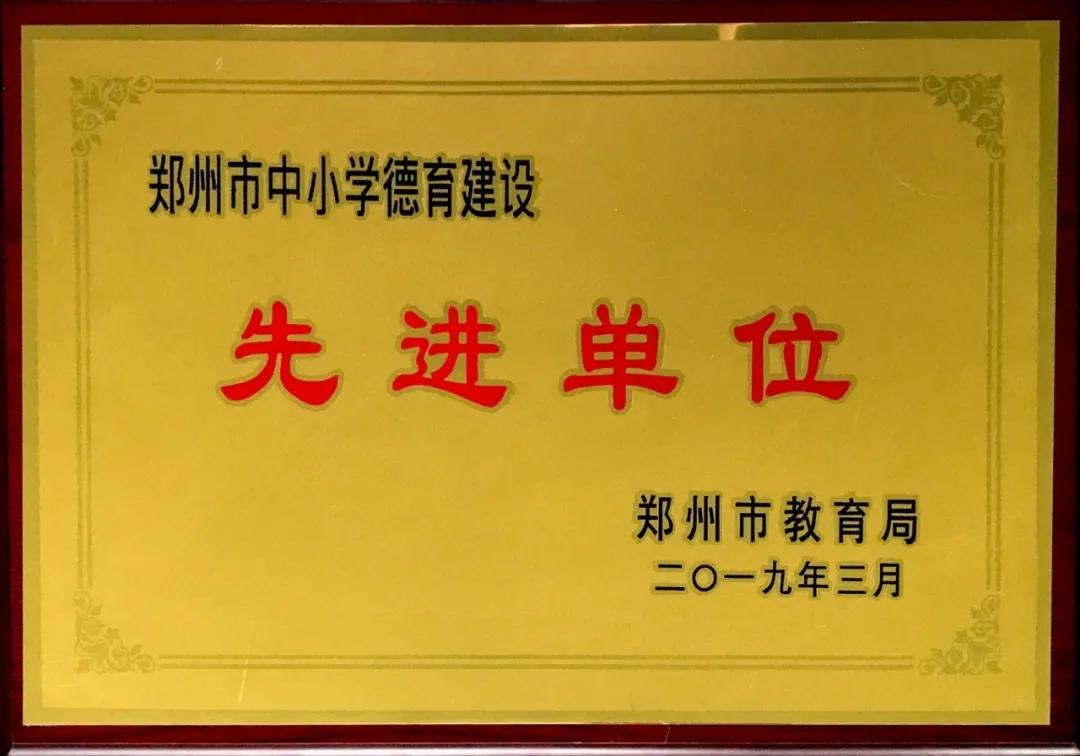 郑州市中小学德育建设
先进单位
郑州市教育局
二〇一九年三月